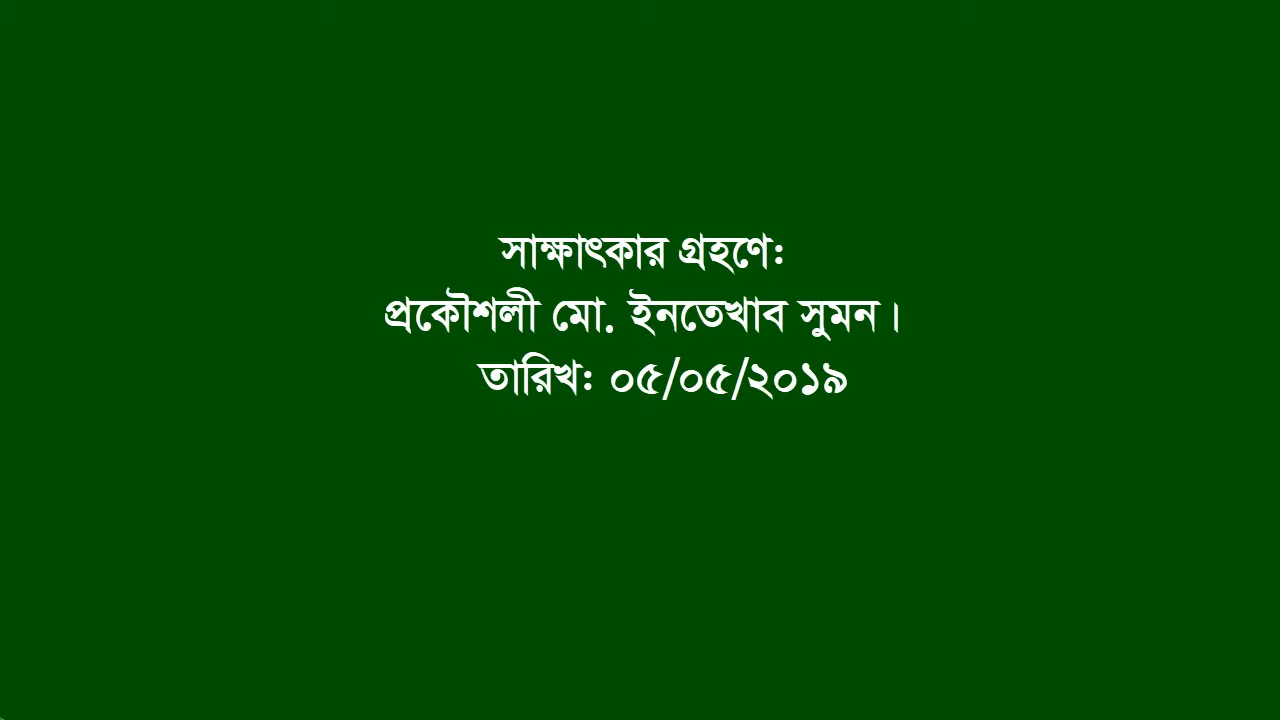 সাক্ষাৎকার গ্রহণে:
প্রকৌশলী মো. ইনতেখাব সুমন।
তারিখ: ০৫/০৫/২০১৯